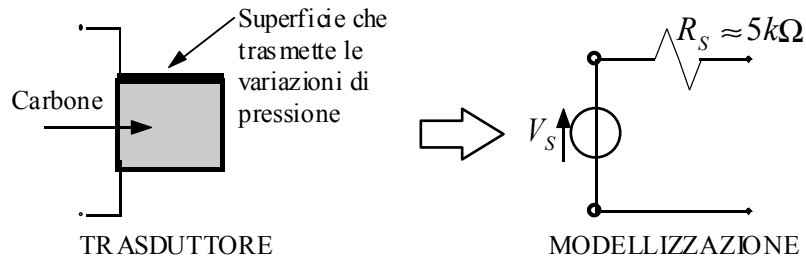 Superficie che
trasmette le
variazioni di
pressione
Carbone
TRASDUTTORE
R_S ≈ 5kΩ
V_S
MODELLIZZAZIONE